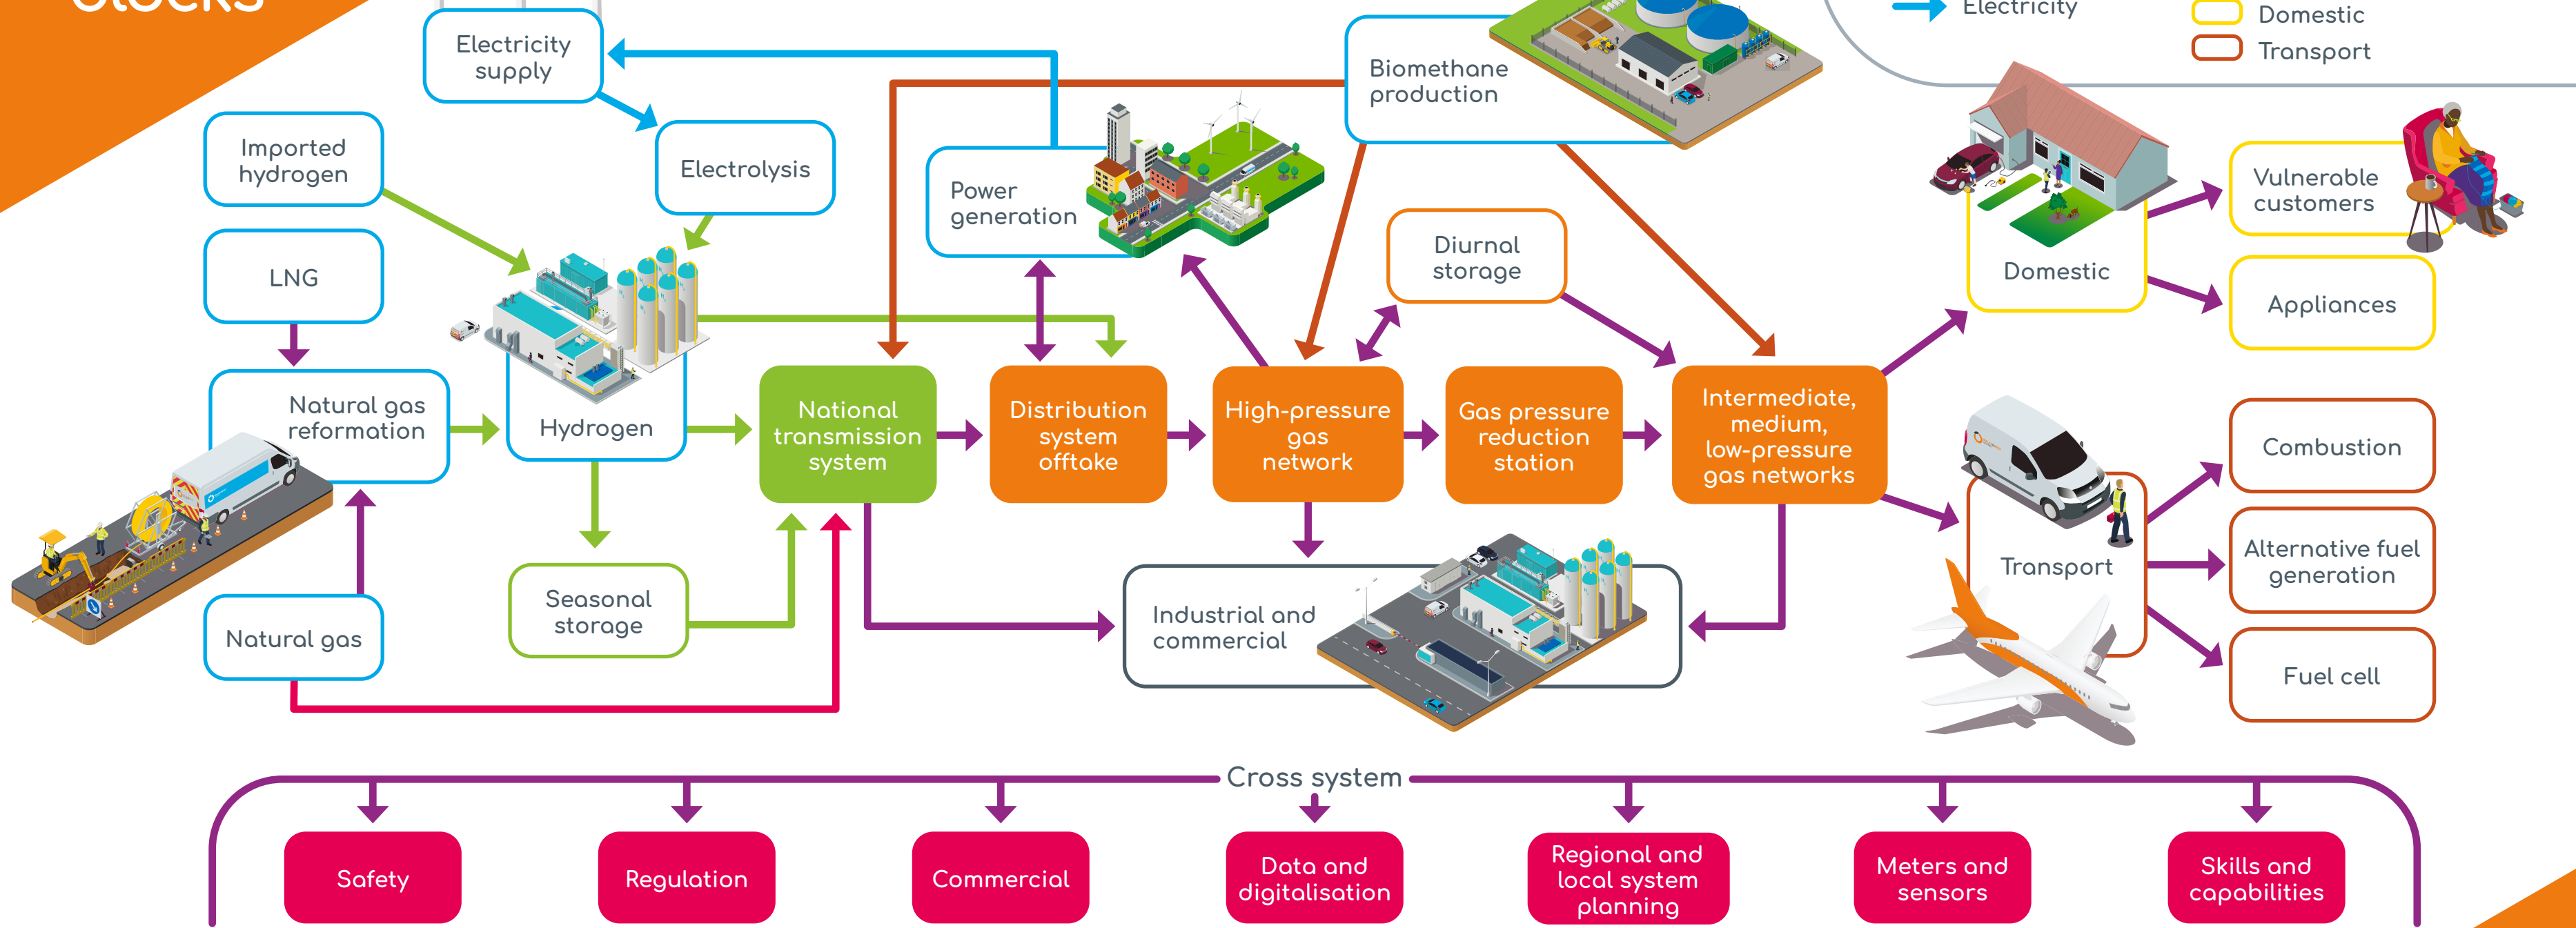 blocks
Electricity
Domestic
Transport
Electricity
supply
Biomethane
production
Imported
hydrogen
Electrolysis
Power
generation
Vulnerable
customers
LNG
Diurnal
storage
Domestic
Appliances
Natural gas
reformation
Hydrogen
National
transmission
system
Distribution
system
offtake
High-pressure
gas
network
Gas pressure
reduction
station
Intermediate,
medium,
low-pressure
gas networks
Combustion
Alternative fuel
generation
Transport
Fuel cell
Natural gas
Seasonal
storage
Industrial and
commercial
Cross system
Safety
Regulation
Commercial
Data and
digitalisation
Regional and
local system
planning
Meters and
sensors
Skills and
capabilities